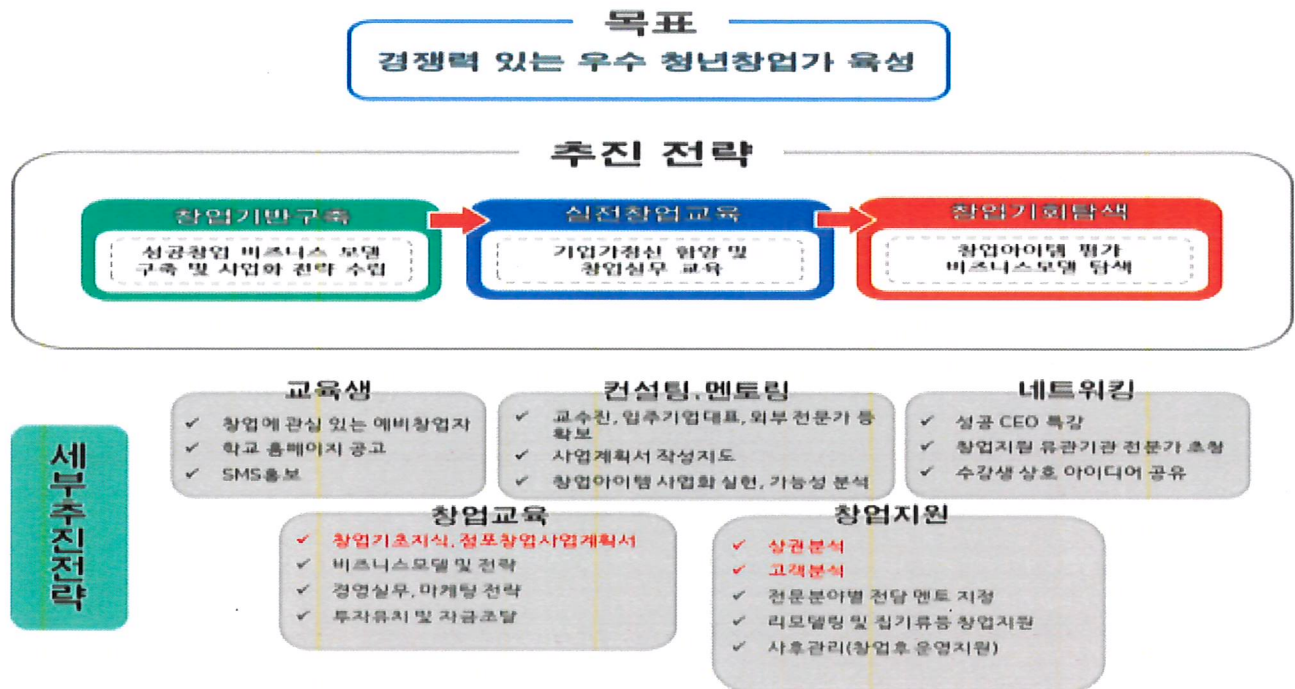 목표
경쟁력 있는 우수 청년창업가 육성
추진 전략
창업기반구축
성공창업 비즈니스 모델
구축 및 사업화 전략 수립
실전창업교육
기업가정신 함양 및
창업실무 교육
창업기회탐색
창업아이템 평가
비즈니스모델 탐색
세부추진전략
교육생
✓ 창업에 관심 있는 예비창업자
✓ 학교 홈페이지 공고
✓ SMS홍보
컨설팅.멘토링
✓ 교수진, 입주기업대표, 외부 전문가 등
확보
✓ 사업계획서 작성지도
✓ 창업아이템 사업화 실현, 가능성 분석
네트워킹
✓ 성공 CEO 특강
✓ 창업지원 유관기관 전문가 초청
✓ 수강생 상호 아이디어 공유
창업교육
✓ 창업기초지식, 점포창업사업계획서
✓ 비즈니스모델 및 전략
✓ 경영실무, 마케팅 전략
✓ 투자유치 및 자금조달
창업지원
✓ 상권분석
✓ 고객분석
✓ 전문분야별 전담 멘토 지정
✓ 리모델링 및 집기류등 창업지원
✓ 사후관리(창업후 운영지원)